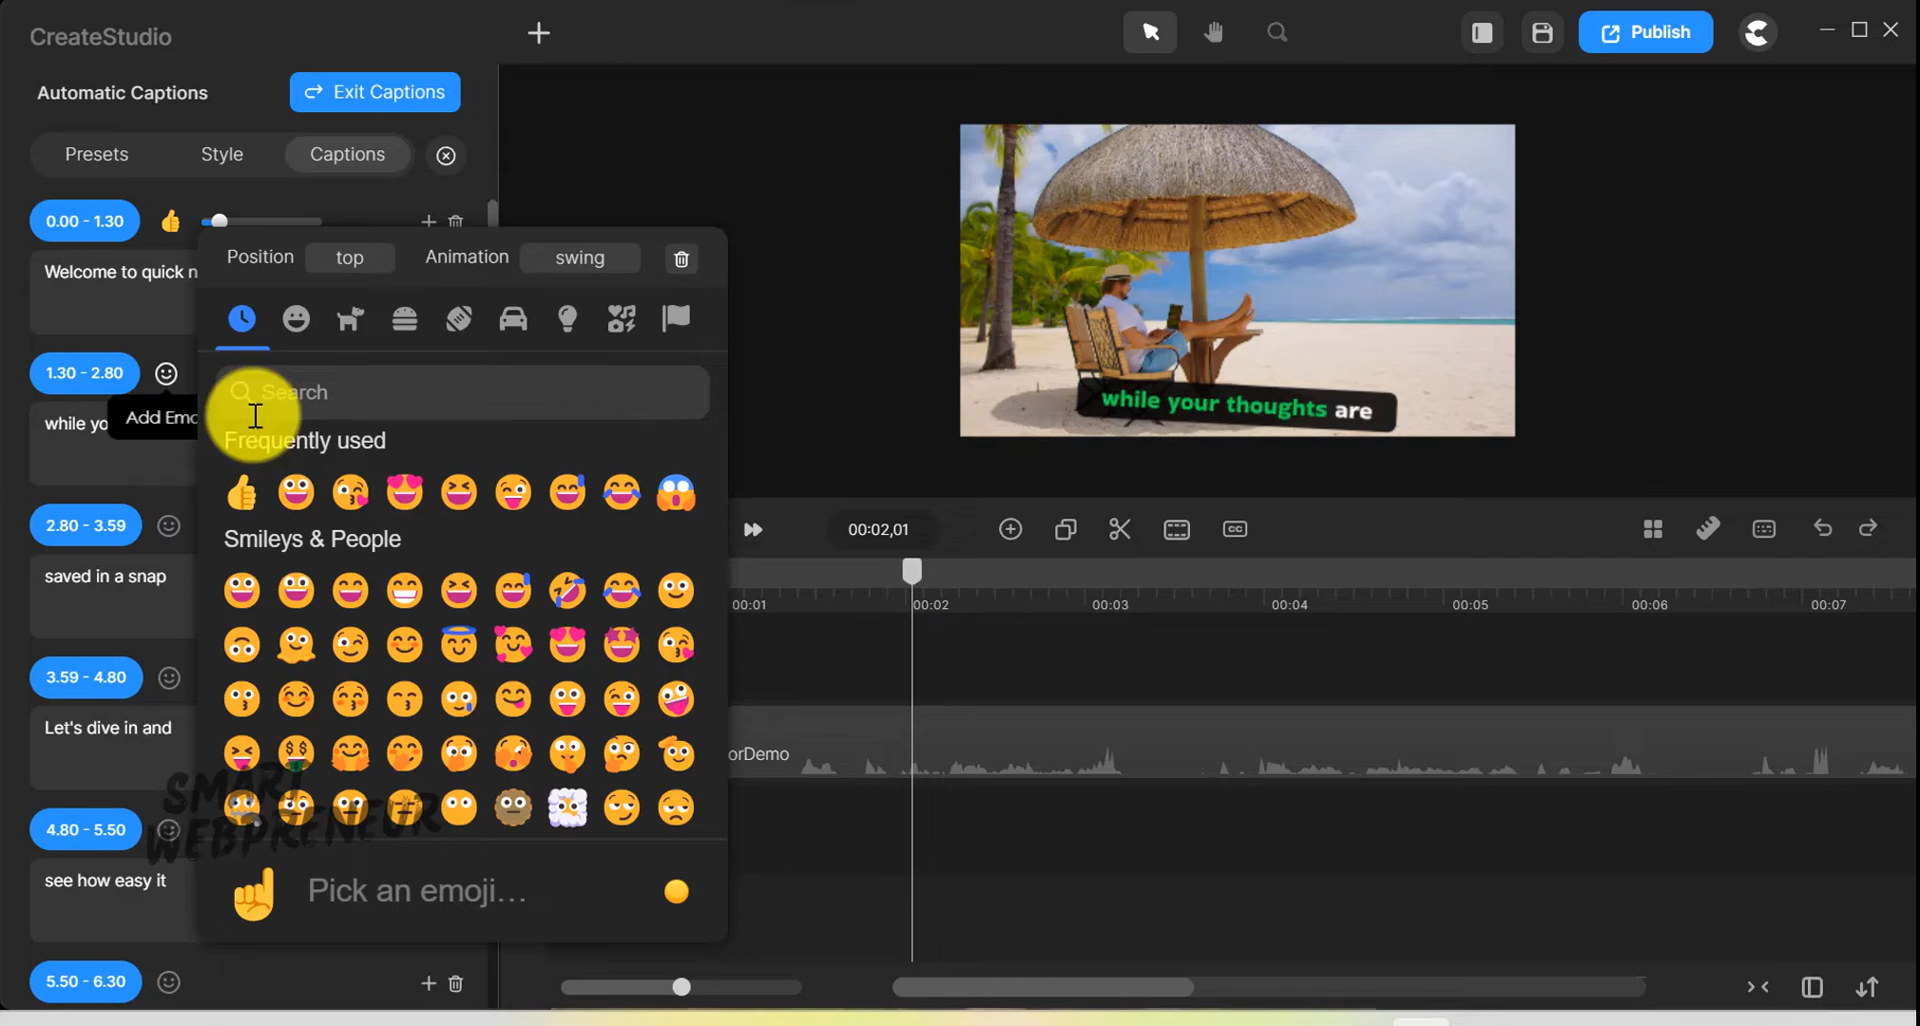 CreateStudio
Publish
Automatic Captions
Exit Captions
Presets
Style
Captions
0.00 - 1.30
Welcome to quick n
Position
top
Animation
swing
1.30 - 2.80
Add Emo
while yo
Search
Frequently used
Smileys & People
2.80 - 3.59
saved in a snap
3.59 - 4.80
Let's dive in and
4.80 - 5.50
see how easy it
5.50 - 6.30
Pick an emoji...
SMART
WEBPRENEUR
while your thoughts are
00:02,01
CC
00:01
00:02
00:03
00:04
00:05
00:06
00:07
orDemo